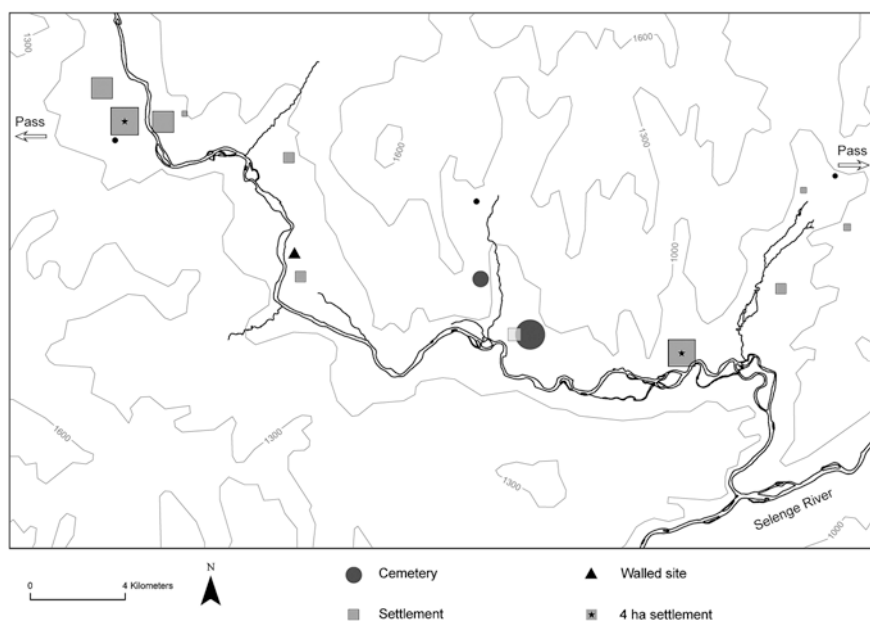 1300
1600
Pass
1600
1300
Pass
1000
1600
1300
1300
Selenge River
1000
N
0 4 Kilometers
Cemetery
Walled site
Settlement
4 ha settlement